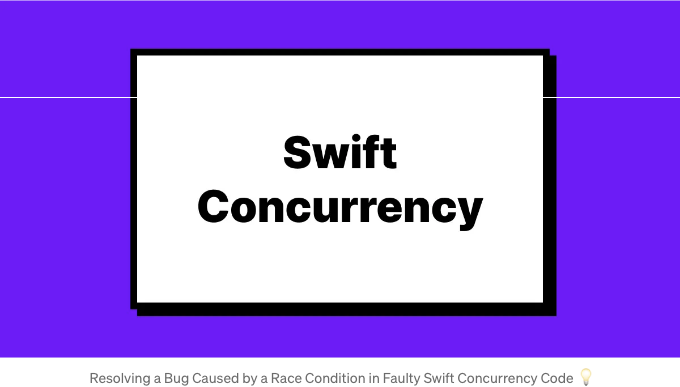 Swift
Concurrency
Resolving a Bug Caused by a Race Condition in Faulty Swift Concurrency Code 💡